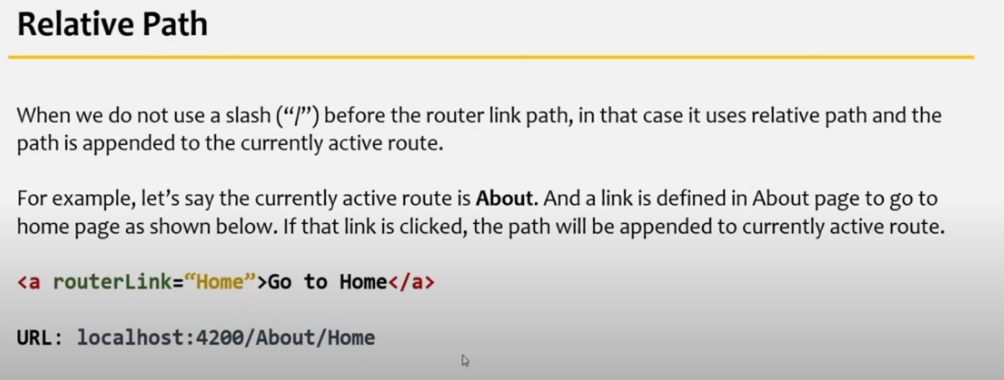 Relative Path
When we do not use a slash (“/”) before the router link path, in that case it uses relative path and the
path is appended to the currently active route.
For example, let’s say the currently active route is About. And a link is defined in About page to go to
home page as shown below. If that link is clicked, the path will be appended to currently active route.
<a routerLink=“Home”>Go to Home</a>
URL: localhost:4200/About/Home